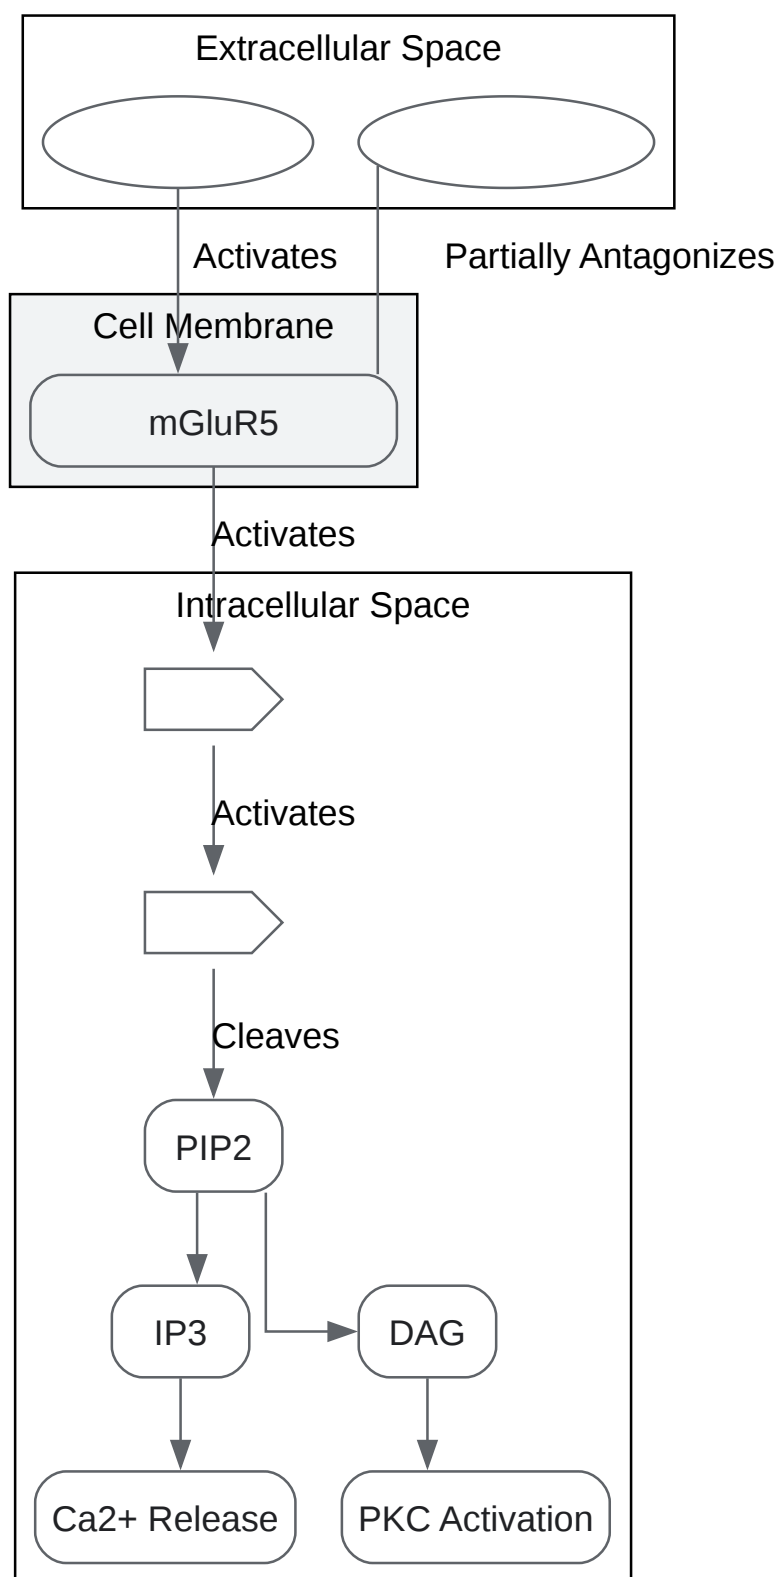 Extracellular Space
Activates
Partially Antagonizes
Cell Membrane
mGluR5
Activates
Intracellular Space
Activates
Cleaves
PIP2
IP3
DAG
Ca2+ Release
PKC Activation